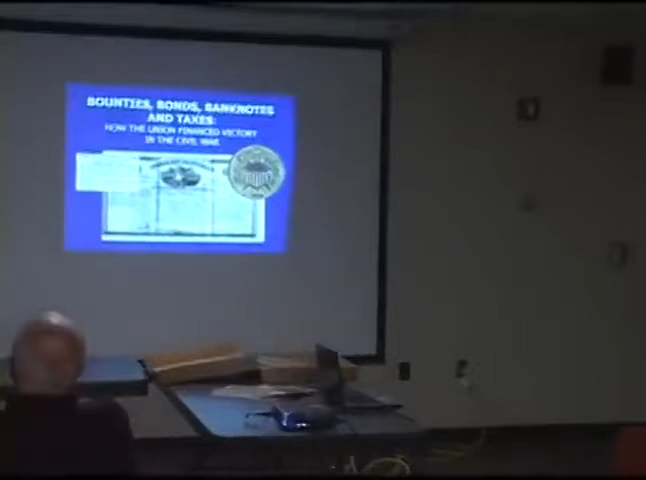 BOUNTIES, BONDS, BANKNOTES
AND TAXES:
HOW THE UNION FINANCED VICTORY
IN THE CIVIL WAR